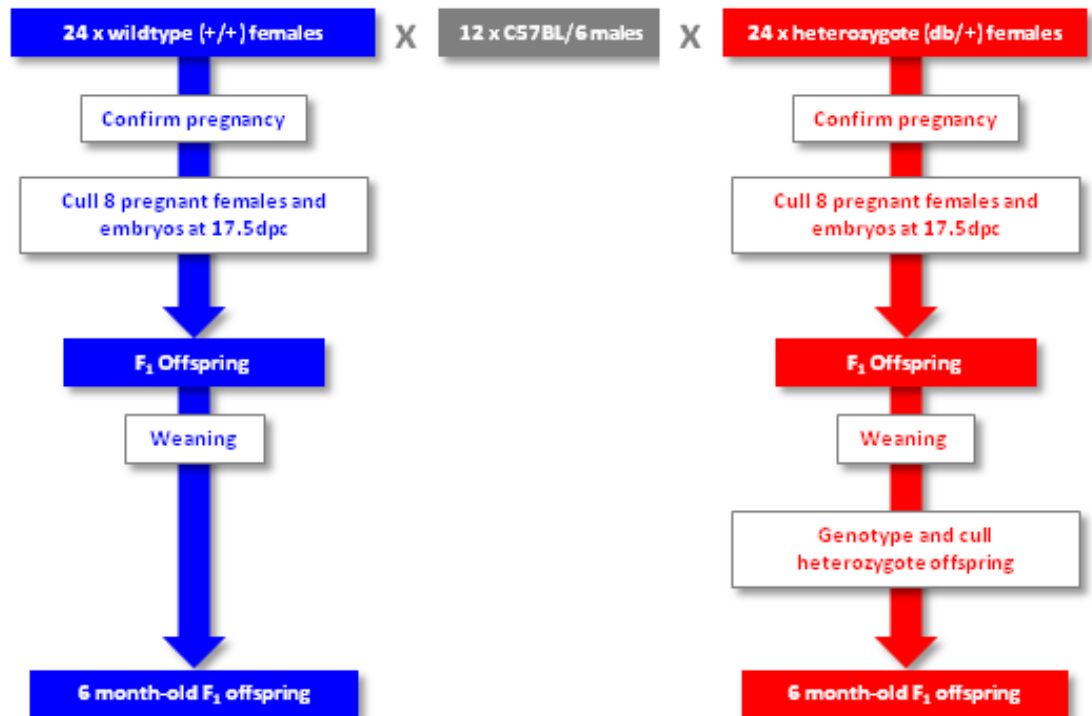 24 x wildtype (+/+) females
X
12 x C57BL/6 males
X
24 x heterozygote (db/+) females
Confirm pregnancy
Confirm pregnancy
Cull 8 pregnant females and
embryos at 17.5dpc
Cull 8 pregnant females and
embryos at 17.5dpc
F₁ Offspring
F₁ Offspring
Weaning
Weaning
Genotype and cull
heterozygote offspring
6 month-old F₁ offspring
6 month-old F₁ offspring